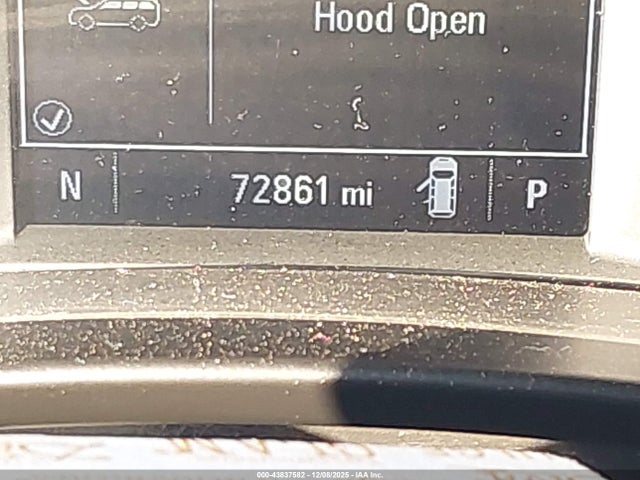 Hood Open
N 72861 mi P
000-43837582 - 12/08/2025 - IAA Inc.